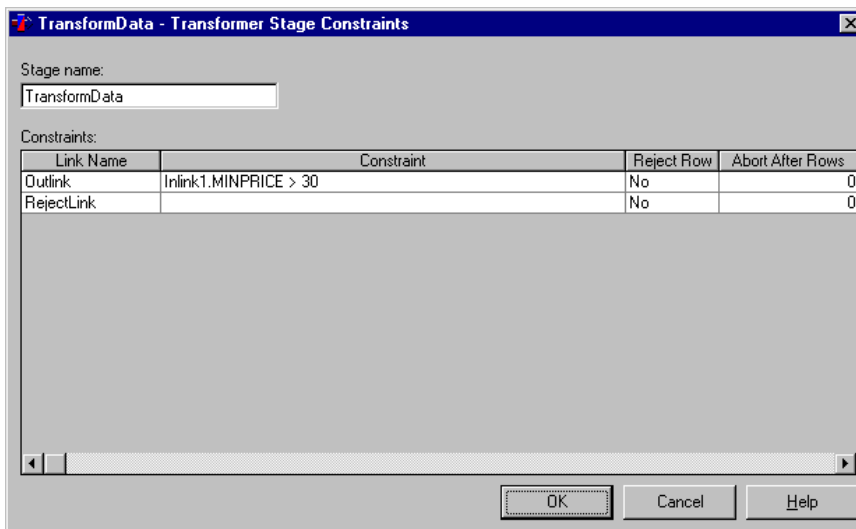 TransformData - Transformer Stage Constraints
Stage name:
TransformData
Constraints:
Link Name Constraint Reject Row Abort After Rows
Outlink Inlink1.MINPRICE > 30 No 0
RejectLink No 0
OK Cancel Help